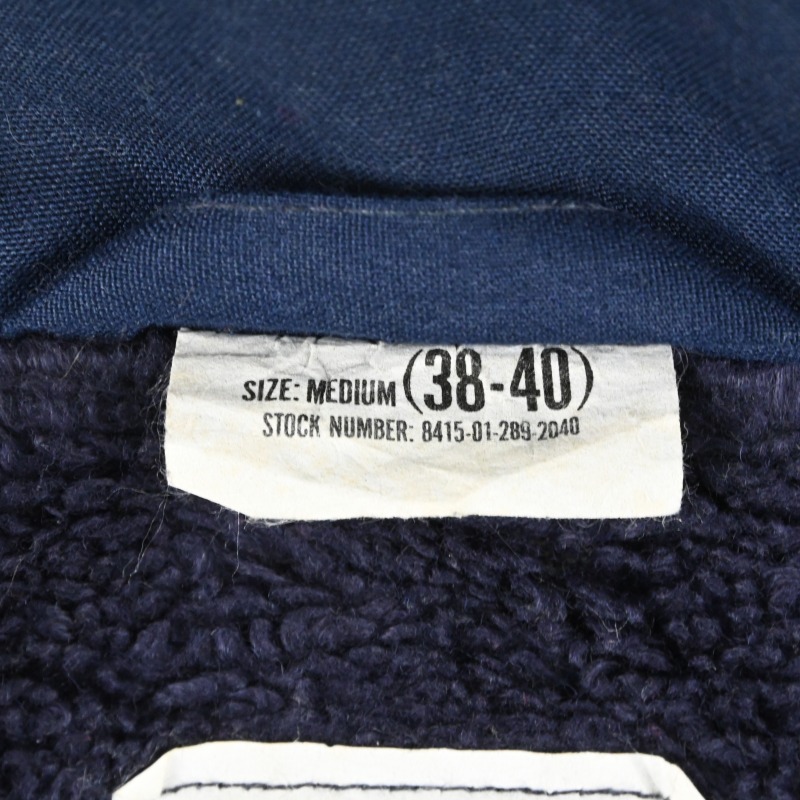 SIZE: MEDIUM (38-40)
STOCK NUMBER: 8415-01-289-2040